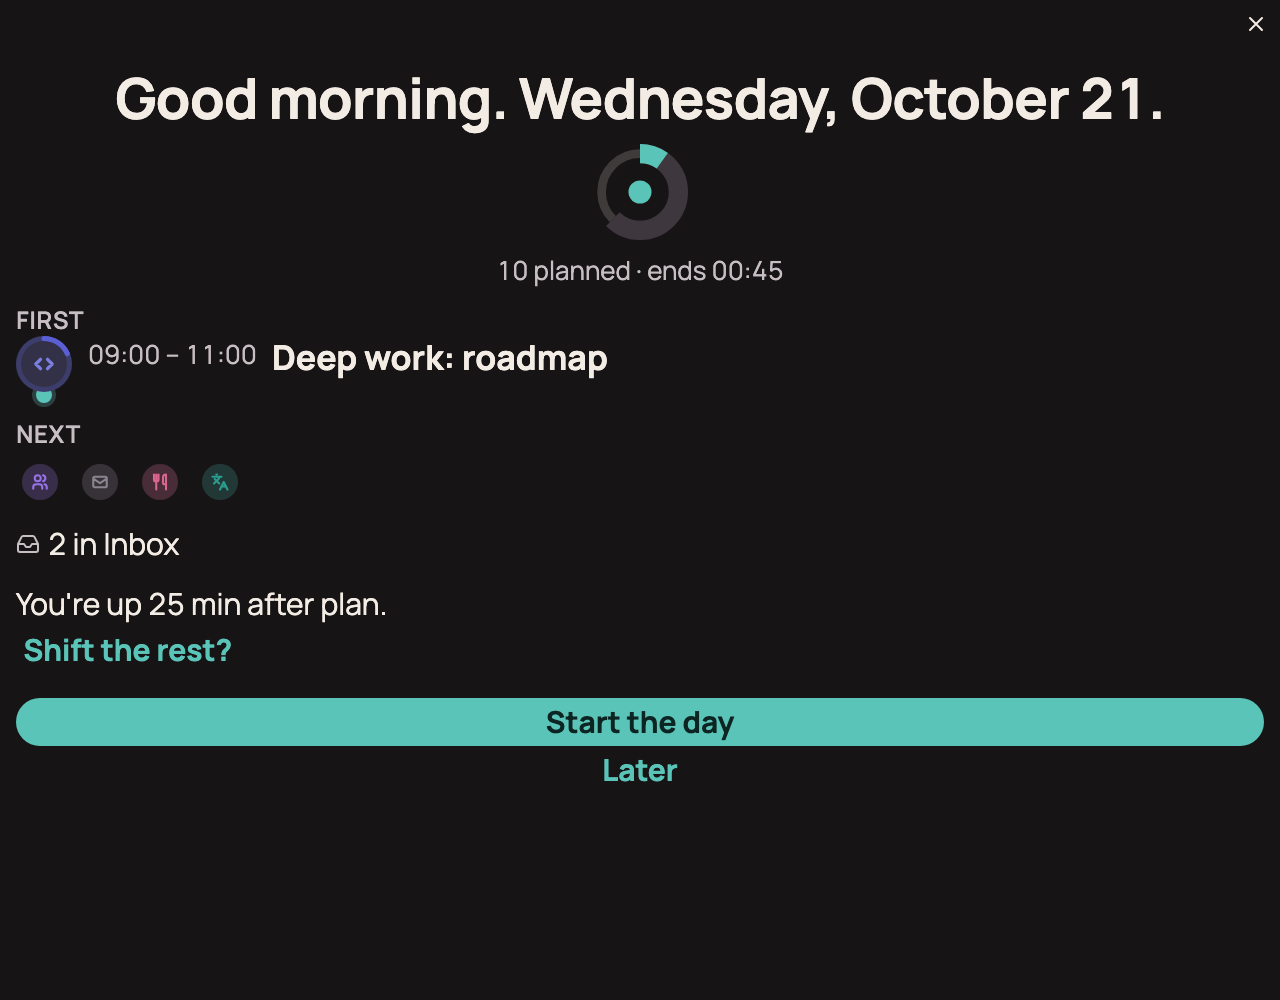 Good morning. Wednesday, October 21.
10 planned · ends 00:45
FIRST
09:00 – 11:00 Deep work: roadmap
NEXT
2 in Inbox
You're up 25 min after plan.
Shift the rest?
Start the day
Later